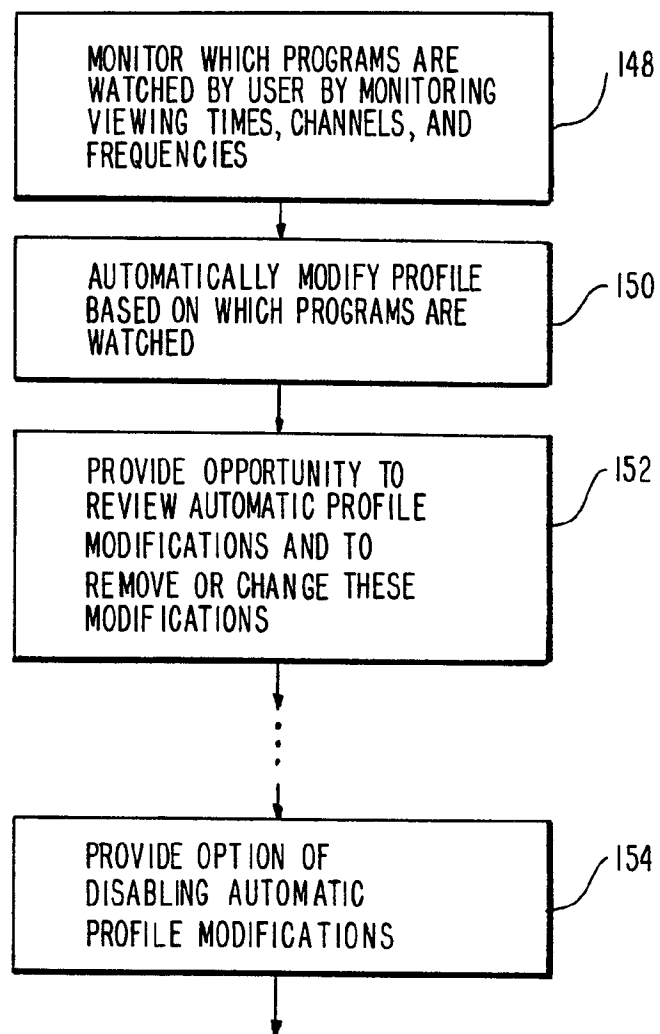 MONITOR WHICH PROGRAMS ARE
WATCHED BY USER BY MONITORING
VIEWING TIMES, CHANNELS, AND
FREQUENCIES
148
AUTOMATICALLY MODIFY PROFILE
BASED ON WHICH PROGRAMS ARE
WATCHED
150
PROVIDE OPPORTUNITY TO
REVIEW AUTOMATIC PROFILE
MODIFICATIONS AND TO
REMOVE OR CHANGE THESE
MODIFICATIONS
152
PROVIDE OPTION OF
DISABLING AUTOMATIC
PROFILE MODIFICATIONS
154